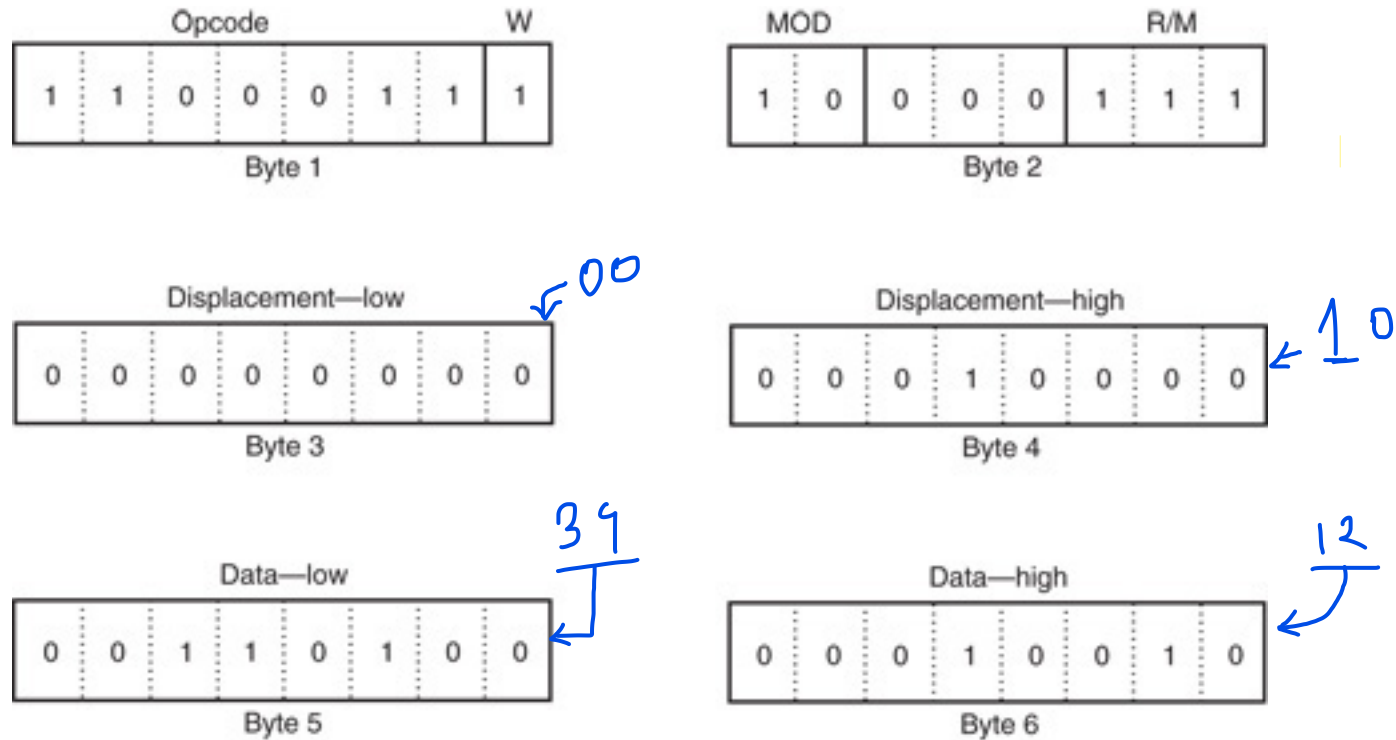 Opcode W
1 1 0 0 0 1 1 1
Byte 1
MOD R/M
1 0 0 0 0 1 1 1
Byte 2
00
Displacement—low
0 0 0 0 0 0 0 0
Byte 3
10
Displacement—high
0 0 0 1 0 0 0 0
Byte 4
34
Data—low
0 0 1 1 0 1 0 0
Byte 5
12
Data—high
0 0 0 1 0 0 1 0
Byte 6